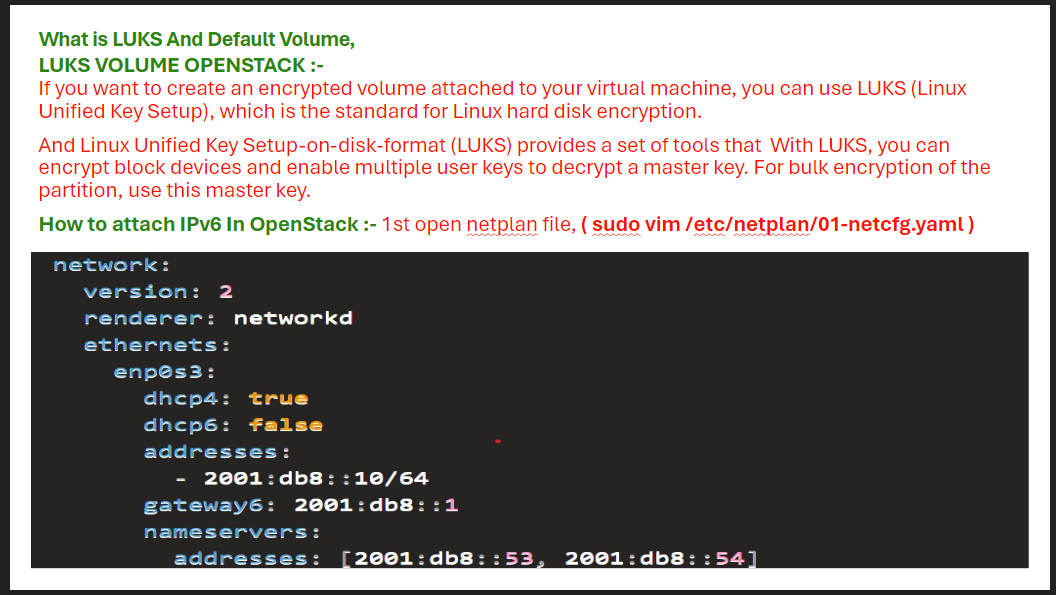 What is LUKS And Default Volume,
LUKS VOLUME OPENSTACK :-
If you want to create an encrypted volume attached to your virtual machine, you can use LUKS (Linux
Unified Key Setup), which is the standard for Linux hard disk encryption.
And Linux Unified Key Setup-on-disk-format (LUKS) provides a set of tools that  With LUKS, you can
encrypt block devices and enable multiple user keys to decrypt a master key. For bulk encryption of the
partition, use this master key.
How to attach IPv6 In OpenStack :- 1st open netplan file, ( sudo vim /etc/netplan/01-netcfg.yaml )
network:
  version: 2
  renderer: networkd
  ethernets:
    enp0s3:
      dhcp4: true
      dhcp6: false
      addresses:
        - 2001:db8::10/64
      gateway6: 2001:db8::1
      nameservers:
        addresses: [2001:db8::53, 2001:db8::54]